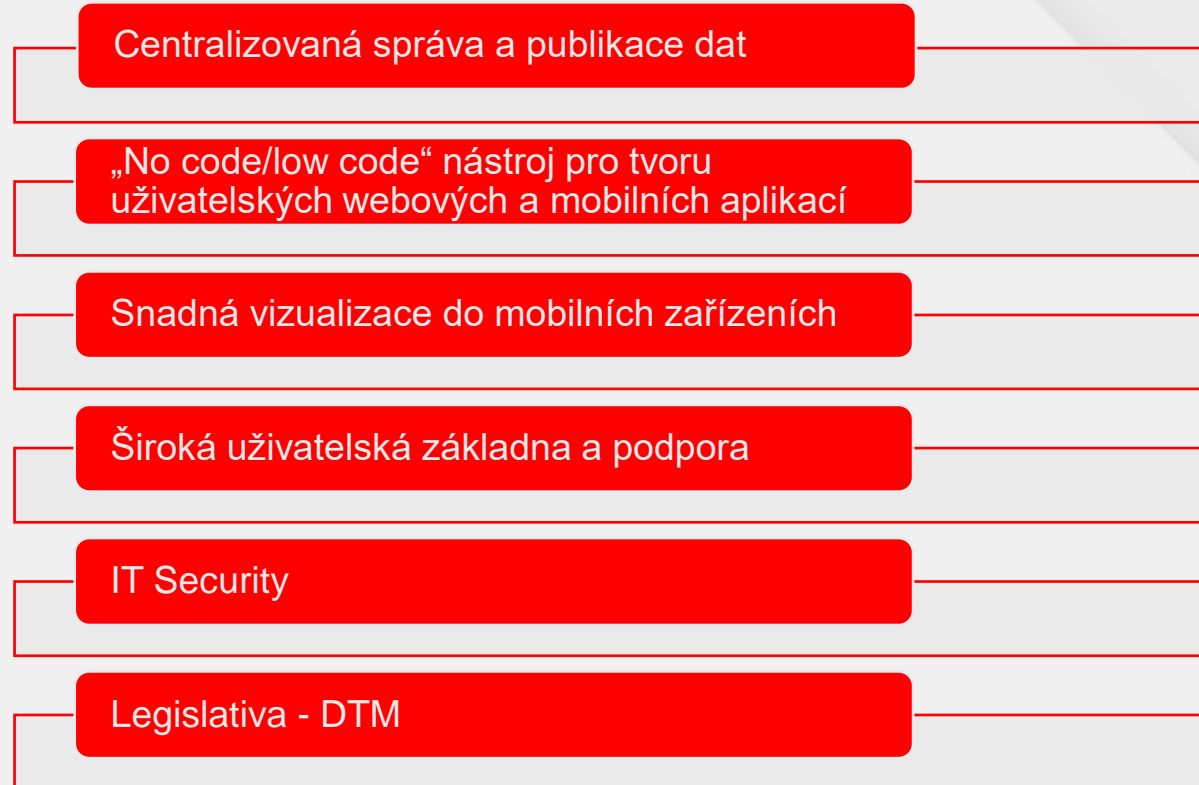 Centralizovaná správa a publikace dat
„No code/low code“ nástroj pro tvoru
uživatelských webových a mobilních aplikací
Snadná vizualizace do mobilních zařízeních
Široká uživatelská základna a podpora
IT Security
Legislativa - DTM